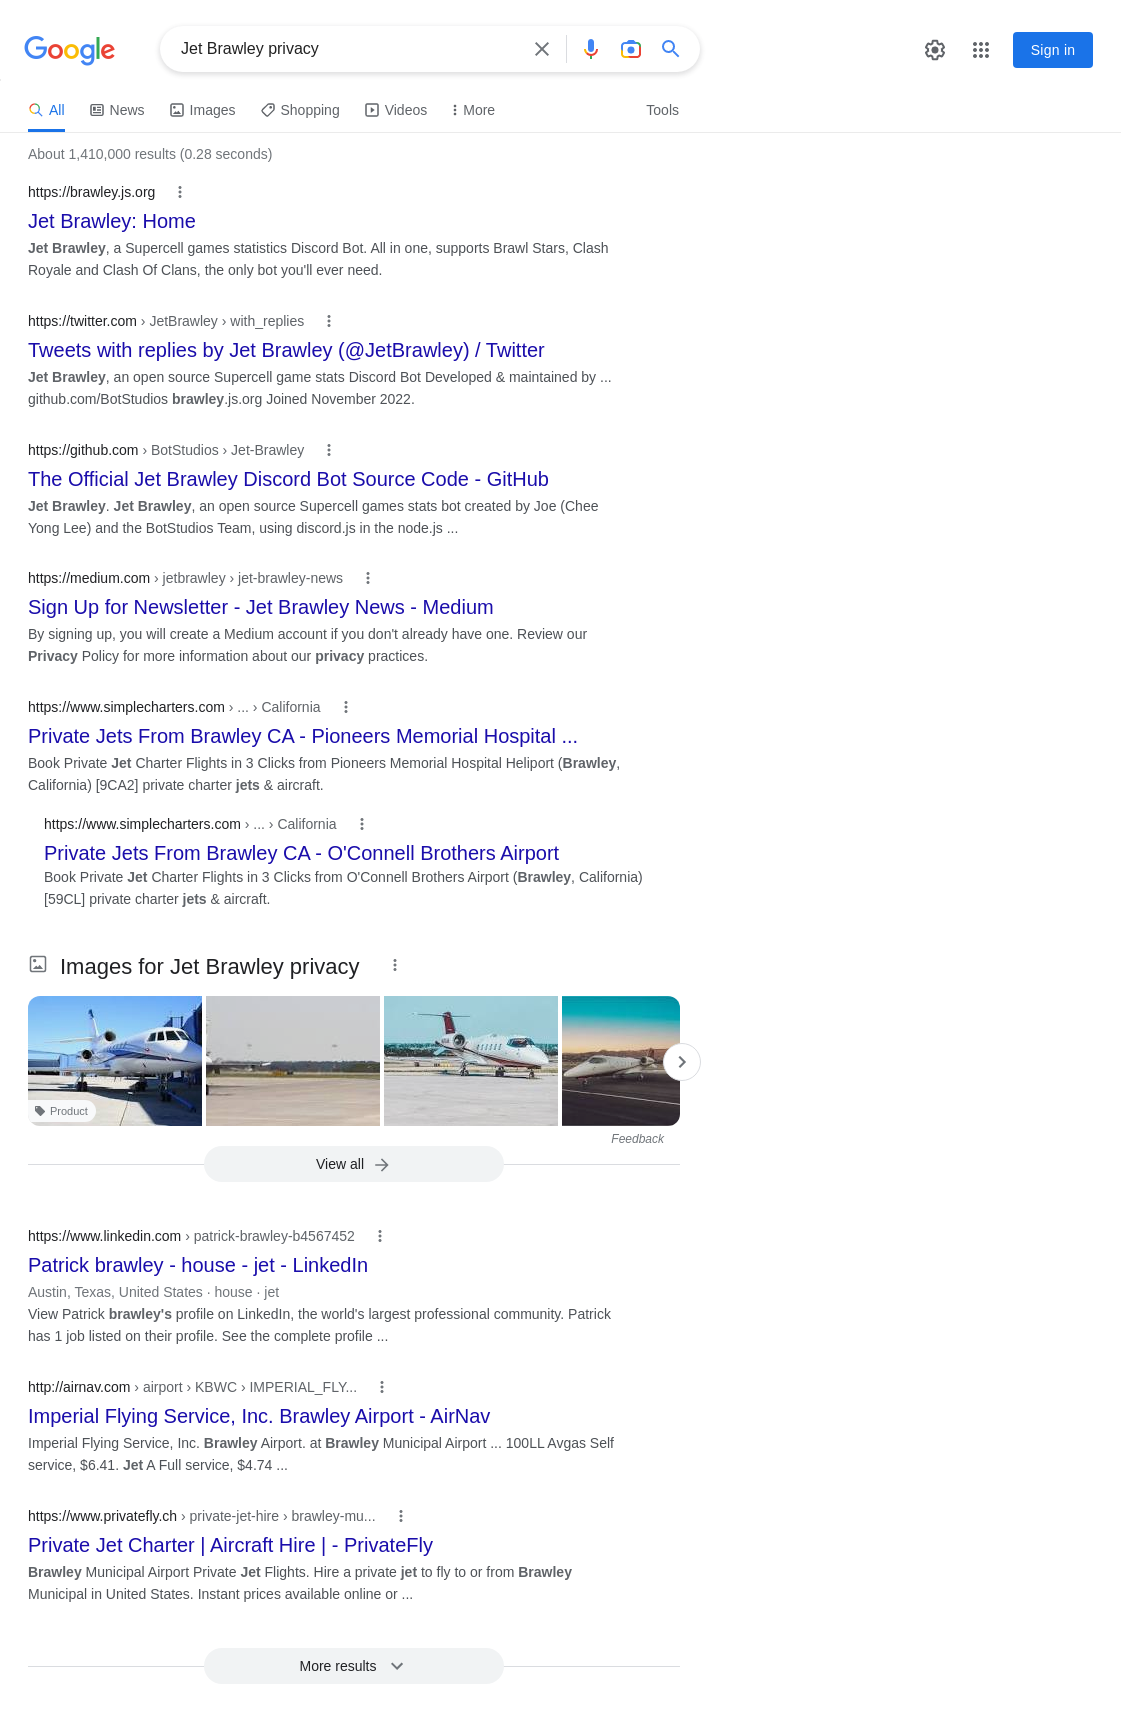 Google
Jet Brawley privacy
Sign in
All
News
Images
Shopping
Videos
More
Tools
About 1,410,000 results (0.28 seconds)
https://brawley.js.org
Jet Brawley: Home
Jet Brawley, a Supercell games statistics Discord Bot. All in one, supports Brawl Stars, Clash
Royale and Clash Of Clans, the only bot you'll ever need.
https://twitter.com › JetBrawley › with_replies
Tweets with replies by Jet Brawley (@JetBrawley) / Twitter
Jet Brawley, an open source Supercell game stats Discord Bot Developed & maintained by ...
github.com/BotStudios brawley.js.org Joined November 2022.
https://github.com › BotStudios › Jet-Brawley
The Official Jet Brawley Discord Bot Source Code - GitHub
Jet Brawley. Jet Brawley, an open source Supercell games stats bot created by Joe (Chee
Yong Lee) and the BotStudios Team, using discord.js in the node.js ...
https://medium.com › jetbrawley › jet-brawley-news
Sign Up for Newsletter - Jet Brawley News - Medium
By signing up, you will create a Medium account if you don't already have one. Review our
Privacy Policy for more information about our privacy practices.
https://www.simplecharters.com › ... › California
Private Jets From Brawley CA - Pioneers Memorial Hospital ...
Book Private Jet Charter Flights in 3 Clicks from Pioneers Memorial Hospital Heliport (Brawley,
California) [9CA2] private charter jets & aircraft.
https://www.simplecharters.com › ... › California
Private Jets From Brawley CA - O'Connell Brothers Airport
Book Private Jet Charter Flights in 3 Clicks from O'Connell Brothers Airport (Brawley, California)
[59CL] private charter jets & aircraft.
Images for Jet Brawley privacy
Product
Feedback
View all
https://www.linkedin.com › patrick-brawley-b4567452
Patrick brawley - house - jet - LinkedIn
Austin, Texas, United States · house · jet
View Patrick brawley's profile on LinkedIn, the world's largest professional community. Patrick
has 1 job listed on their profile. See the complete profile ...
http://airnav.com › airport › KBWC › IMPERIAL_FLY...
Imperial Flying Service, Inc. Brawley Airport - AirNav
Imperial Flying Service, Inc. Brawley Airport. at Brawley Municipal Airport ... 100LL Avgas Self
service, $6.41. Jet A Full service, $4.74 ...
https://www.privatefly.ch › private-jet-hire › brawley-mu...
Private Jet Charter | Aircraft Hire | - PrivateFly
Brawley Municipal Airport Private Jet Flights. Hire a private jet to fly to or from Brawley
Municipal in United States. Instant prices available online or ...
More results